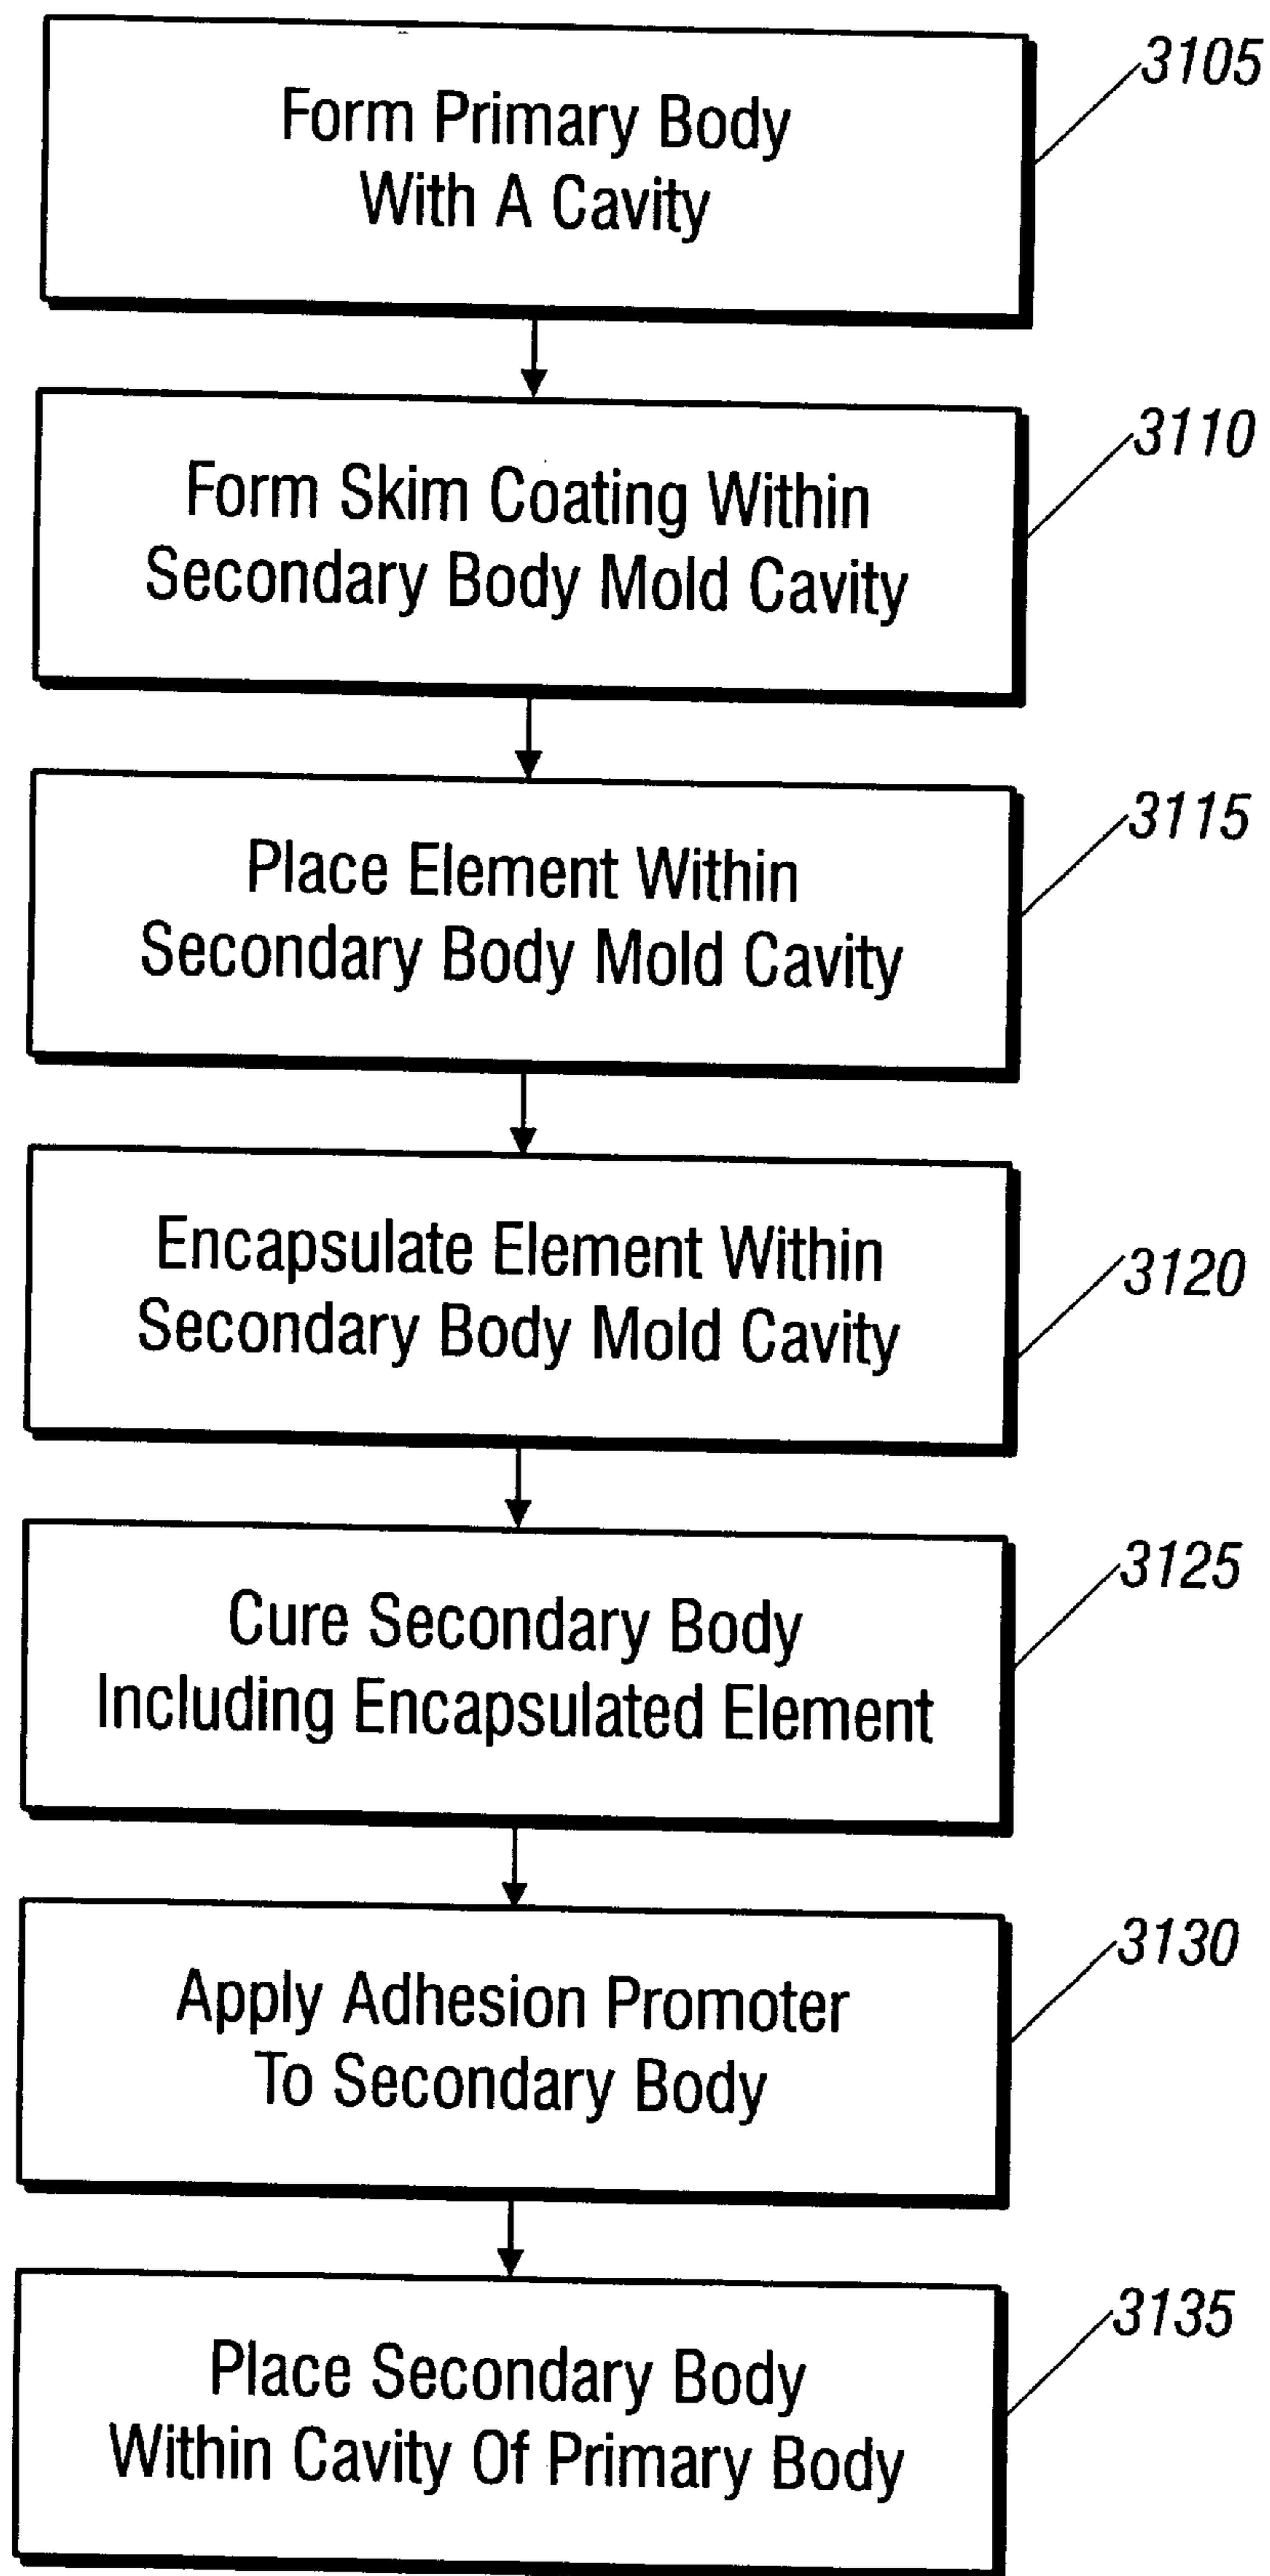 Form Primary Body
With A Cavity
3105
Form Skim Coating Within
Secondary Body Mold Cavity
3110
Place Element Within
Secondary Body Mold Cavity
3115
Encapsulate Element Within
Secondary Body Mold Cavity
3120
Cure Secondary Body
Including Encapsulated Element
3125
Apply Adhesion Promoter
To Secondary Body
3130
Place Secondary Body
Within Cavity Of Primary Body
3135